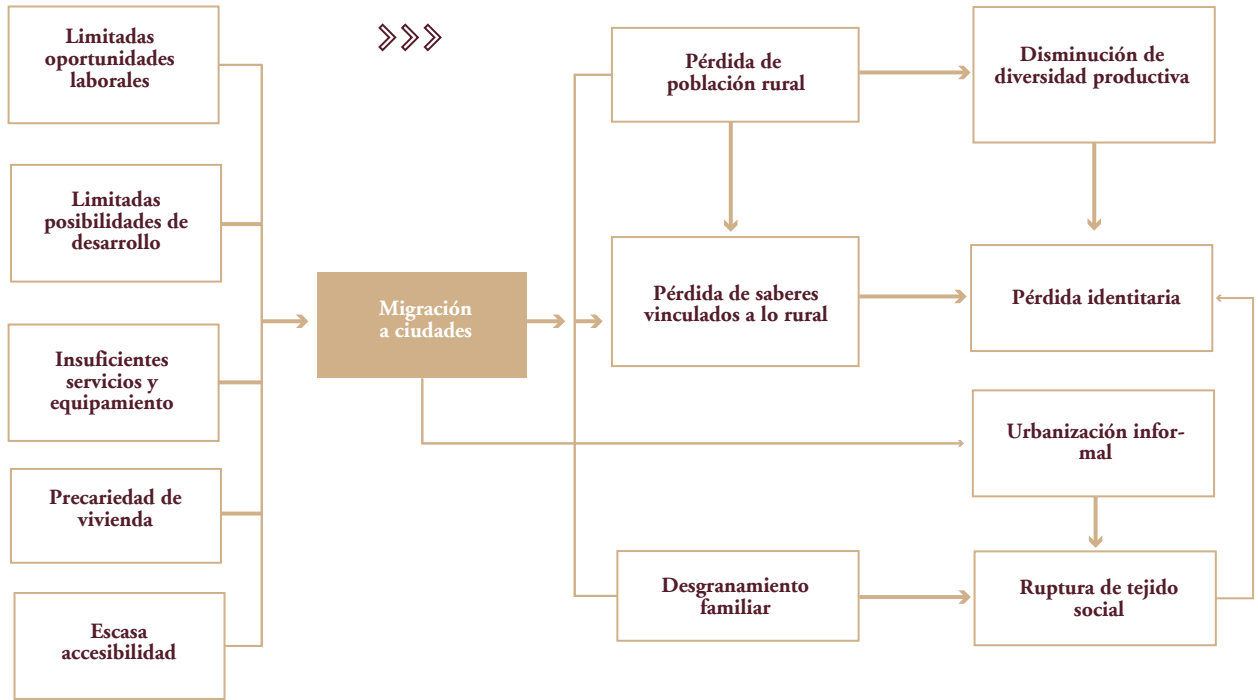 Limitadas
oportunidades
laborales
Limitadas
posibilidades de
desarrollo
Insuficientes
servicios y
equipamiento
Precariedad de
vivienda
Escasa
accesibilidad
Migración
a ciudades
Pérdida de
población rural
Pérdida de saberes
vinculados a lo rural
Desgranamiento
familiar
Disminución de
diversidad productiva
Pérdida identitaria
Urbanización infor-
mal
Ruptura de tejido
social